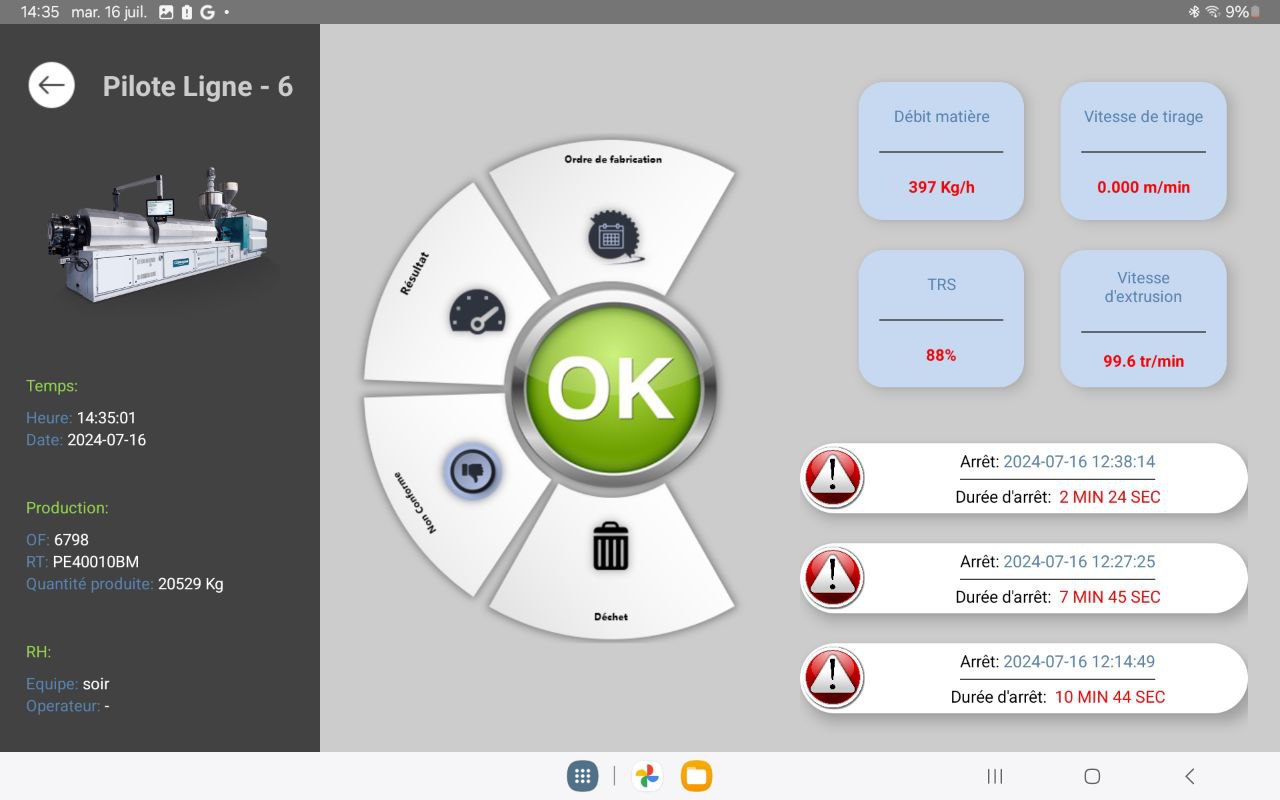 14:35 mar. 16 juil.
9%
Pilote Ligne - 6
Temps:
Heure: 14:35:01
Date: 2024-07-16
Production:
OF: 6798
RT: PE40010BM
Quantité produite: 20529 Kg
RH:
Equipe: soir
Operateur: -
Ordre de fabrication
Résultat
OK
Non Conforme
Déchet
Débit matière
397 Kg/h
Vitesse de tirage
0.000 m/min
TRS
88%
Vitesse
d'extrusion
99.6 tr/min
Arrêt: 2024-07-16 12:38:14
Durée d'arrêt: 2 MIN 24 SEC
Arrêt: 2024-07-16 12:27:25
Durée d'arrêt: 7 MIN 45 SEC
Arrêt: 2024-07-16 12:14:49
Durée d'arrêt: 10 MIN 44 SEC